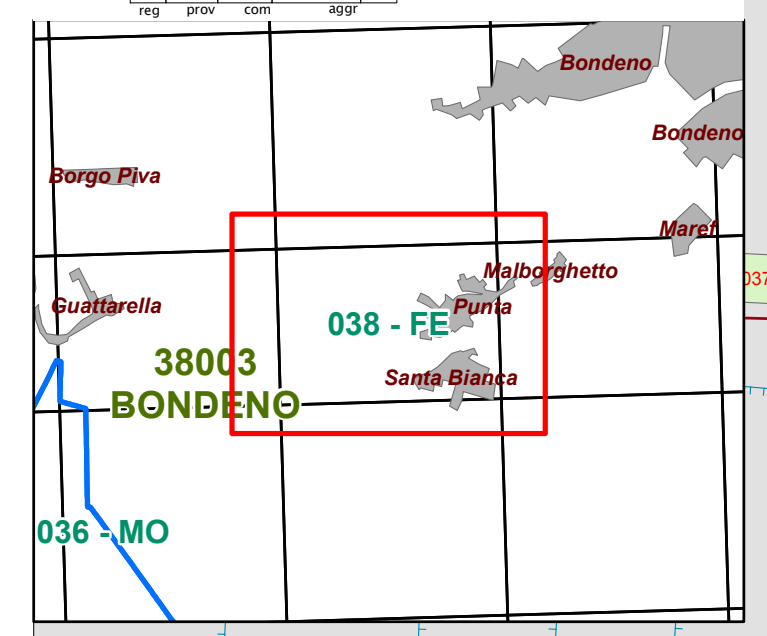 reg prov com aggr
Bondeno
Bondeno
Borgo Piva
Maref
Malborghetto
Guattarella
Punta
038 - FE
38003
BONDENO
Santa Bianca
036 - MO
037